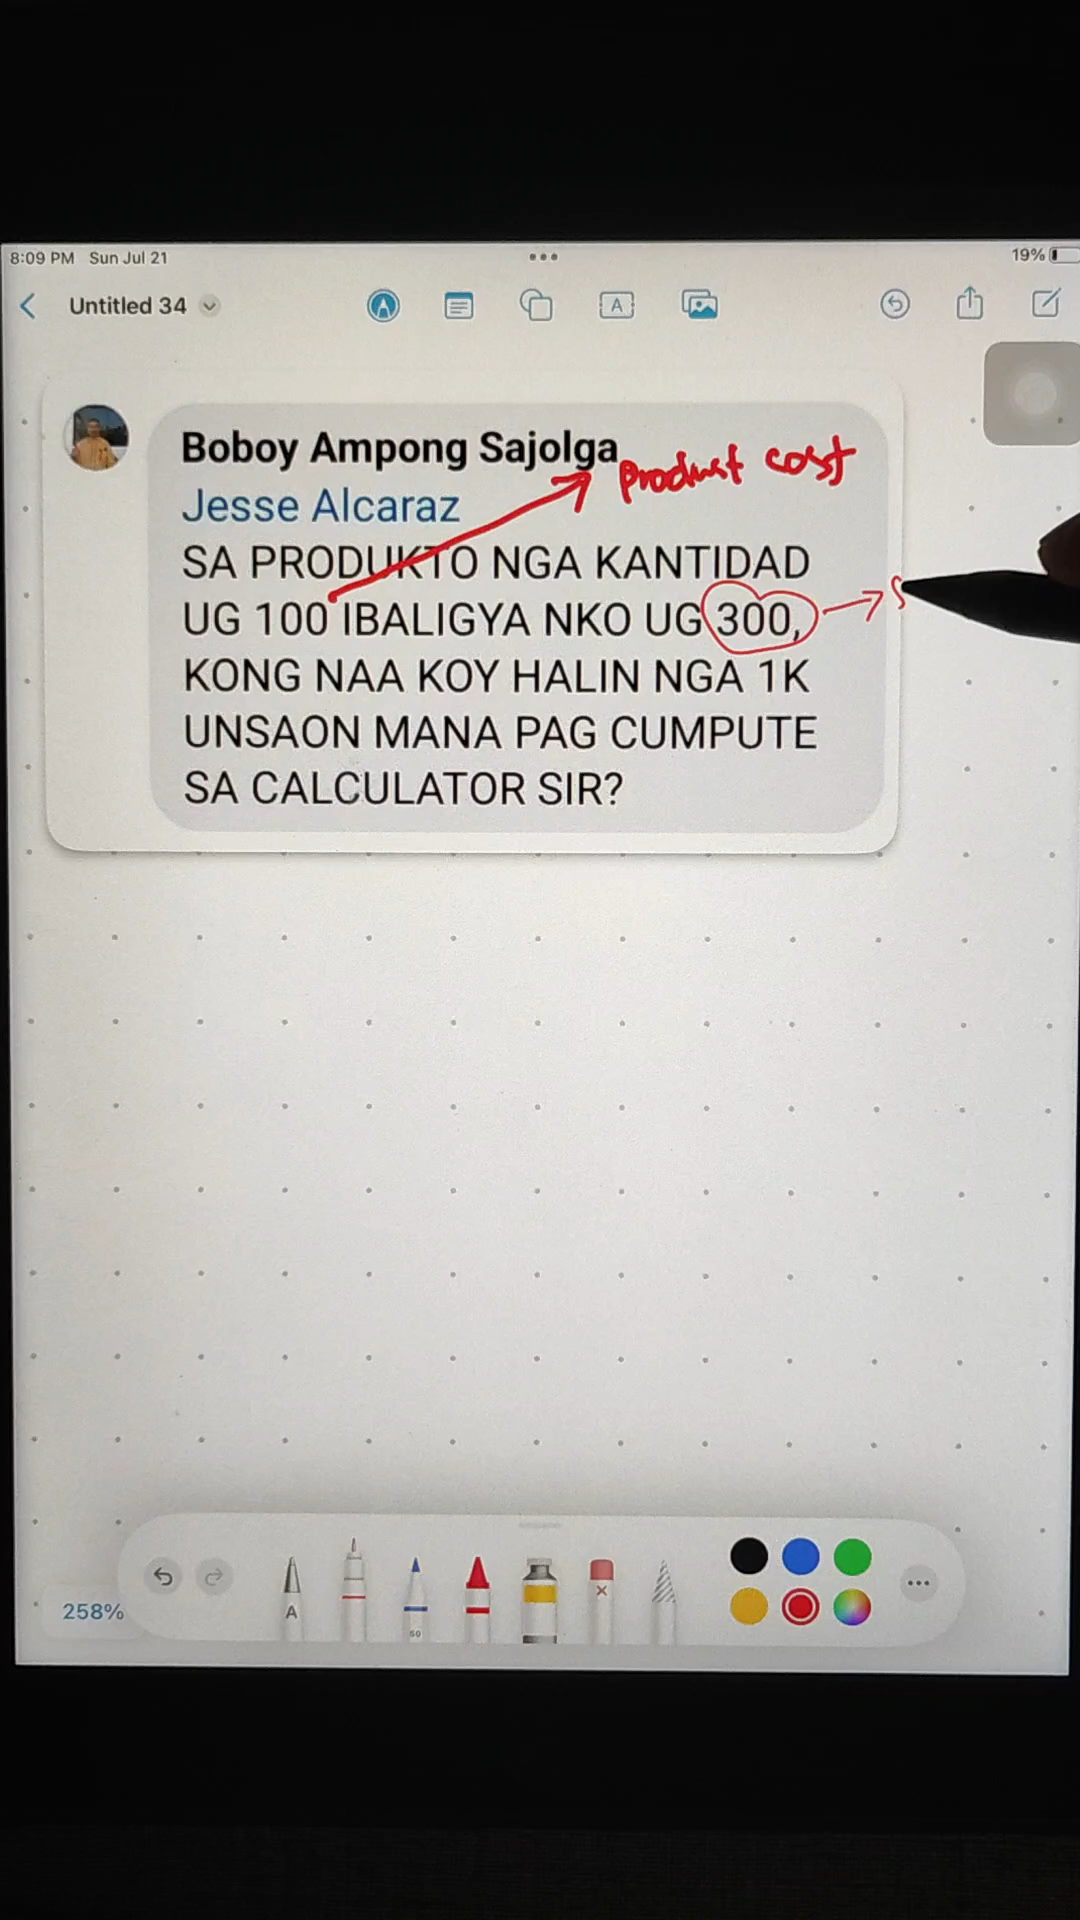 8:09 PM Sun Jul 21
19%
Untitled 34
A
Boboy Ampong Sajolga
product cost
Jesse Alcaraz
SA PRODUKTO NGA KANTIDAD
UG 100 IBALIGYA NKO UG 300,
S
KONG NAA KOY HALIN NGA 1K
UNSAON MANA PAG CUMPUTE
SA CALCULATOR SIR?
258%
A
50